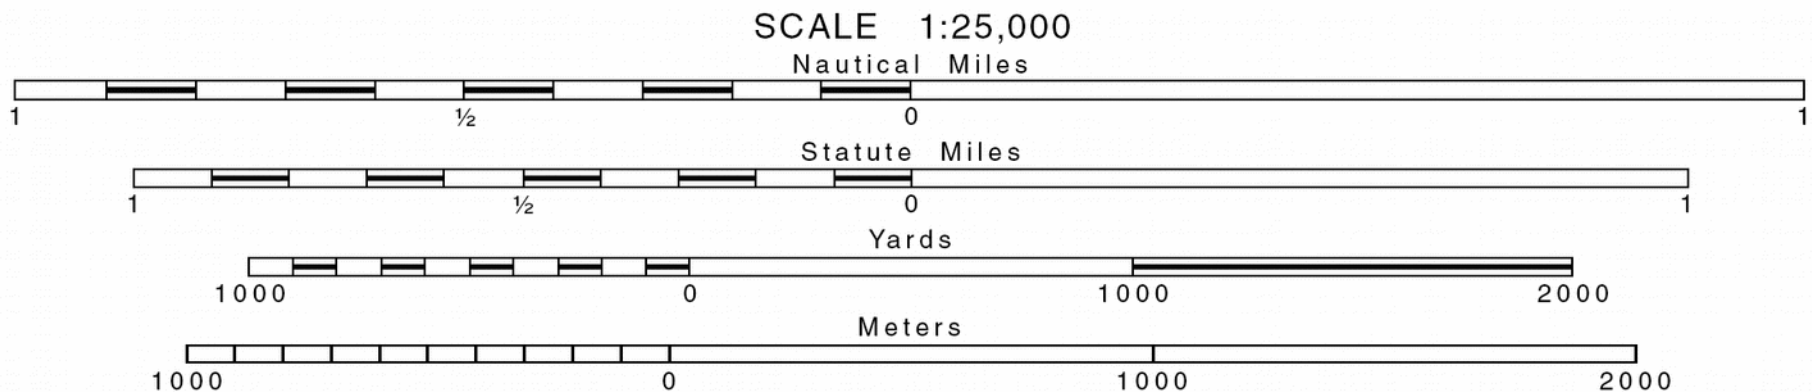 SCALE 1:25,000
Nautical Miles
1 ½ 0 1
Statute Miles
1 ½ 0 1
Yards
1000 0 1000 2000
Meters
1000 0 1000 2000